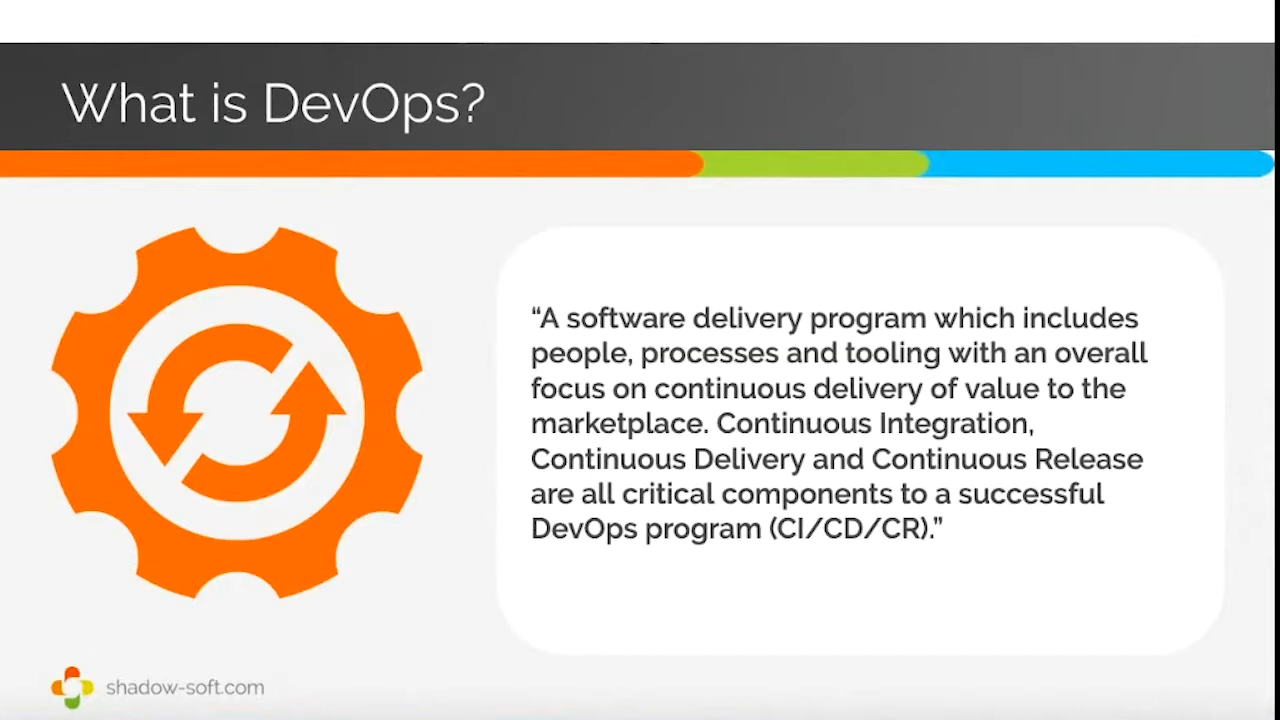 What is DevOps?
“A software delivery program which includes
people, processes and tooling with an overall
focus on continuous delivery of value to the
marketplace. Continuous Integration,
Continuous Delivery and Continuous Release
are all critical components to a successful
DevOps program (CI/CD/CR).”
shadow-soft.com